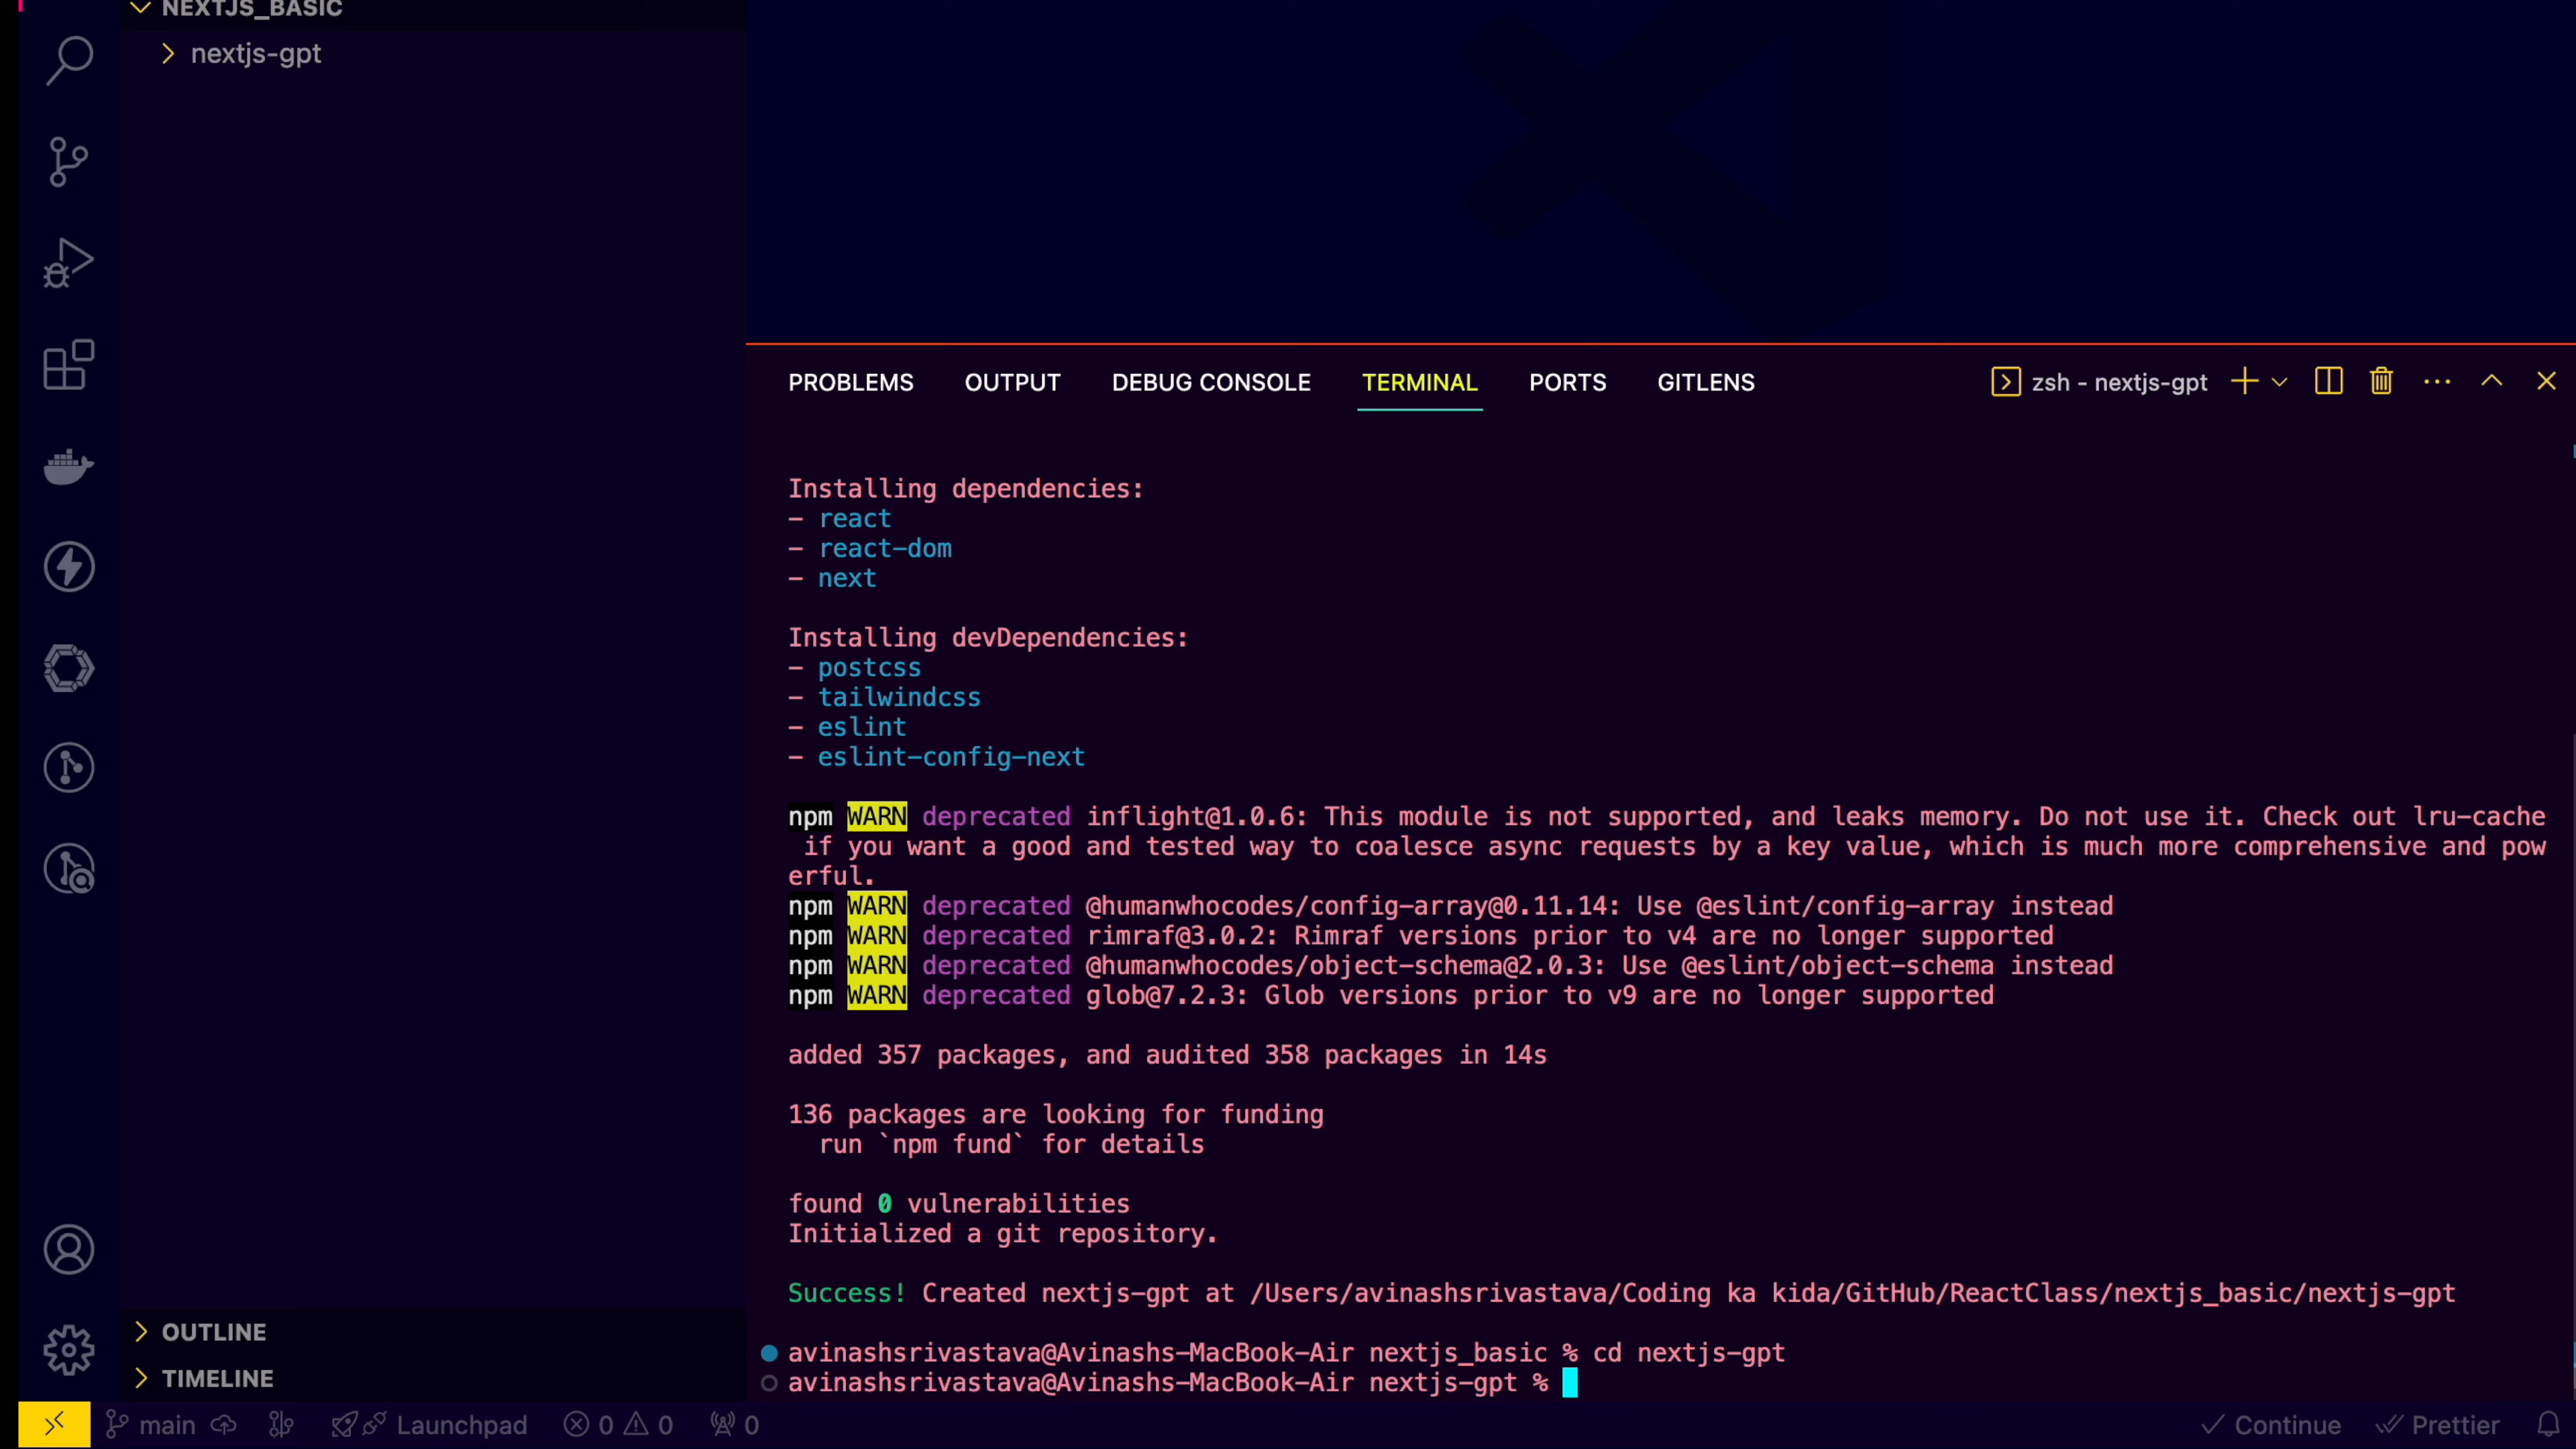 NEXTJS_BASIC
nextjs-gpt
PROBLEMS OUTPUT DEBUG CONSOLE TERMINAL PORTS GITLENS zsh - nextjs-gpt
Installing dependencies:
- react
- react-dom
- next
Installing devDependencies:
- postcss
- tailwindcss
- eslint
- eslint-config-next
npm WARN deprecated inflight@1.0.6: This module is not supported, and leaks memory. Do not use it. Check out lru-cache
if you want a good and tested way to coalesce async requests by a key value, which is much more comprehensive and pow
erful.
npm WARN deprecated @humanwhocodes/config-array@0.11.14: Use @eslint/config-array instead
npm WARN deprecated rimraf@3.0.2: Rimraf versions prior to v4 are no longer supported
npm WARN deprecated @humanwhocodes/object-schema@2.0.3: Use @eslint/object-schema instead
npm WARN deprecated glob@7.2.3: Glob versions prior to v9 are no longer supported
added 357 packages, and audited 358 packages in 14s
136 packages are looking for funding
run `npm fund` for details
found 0 vulnerabilities
Initialized a git repository.
Success! Created nextjs-gpt at /Users/avinashsrivastava/Coding ka kida/GitHub/ReactClass/nextjs_basic/nextjs-gpt
avinashsrivastava@Avinashs-MacBook-Air nextjs_basic % cd nextjs-gpt
avinashsrivastava@Avinashs-MacBook-Air nextjs-gpt %
OUTLINE
TIMELINE
main Launchpad 0 0 0 Continue Prettier